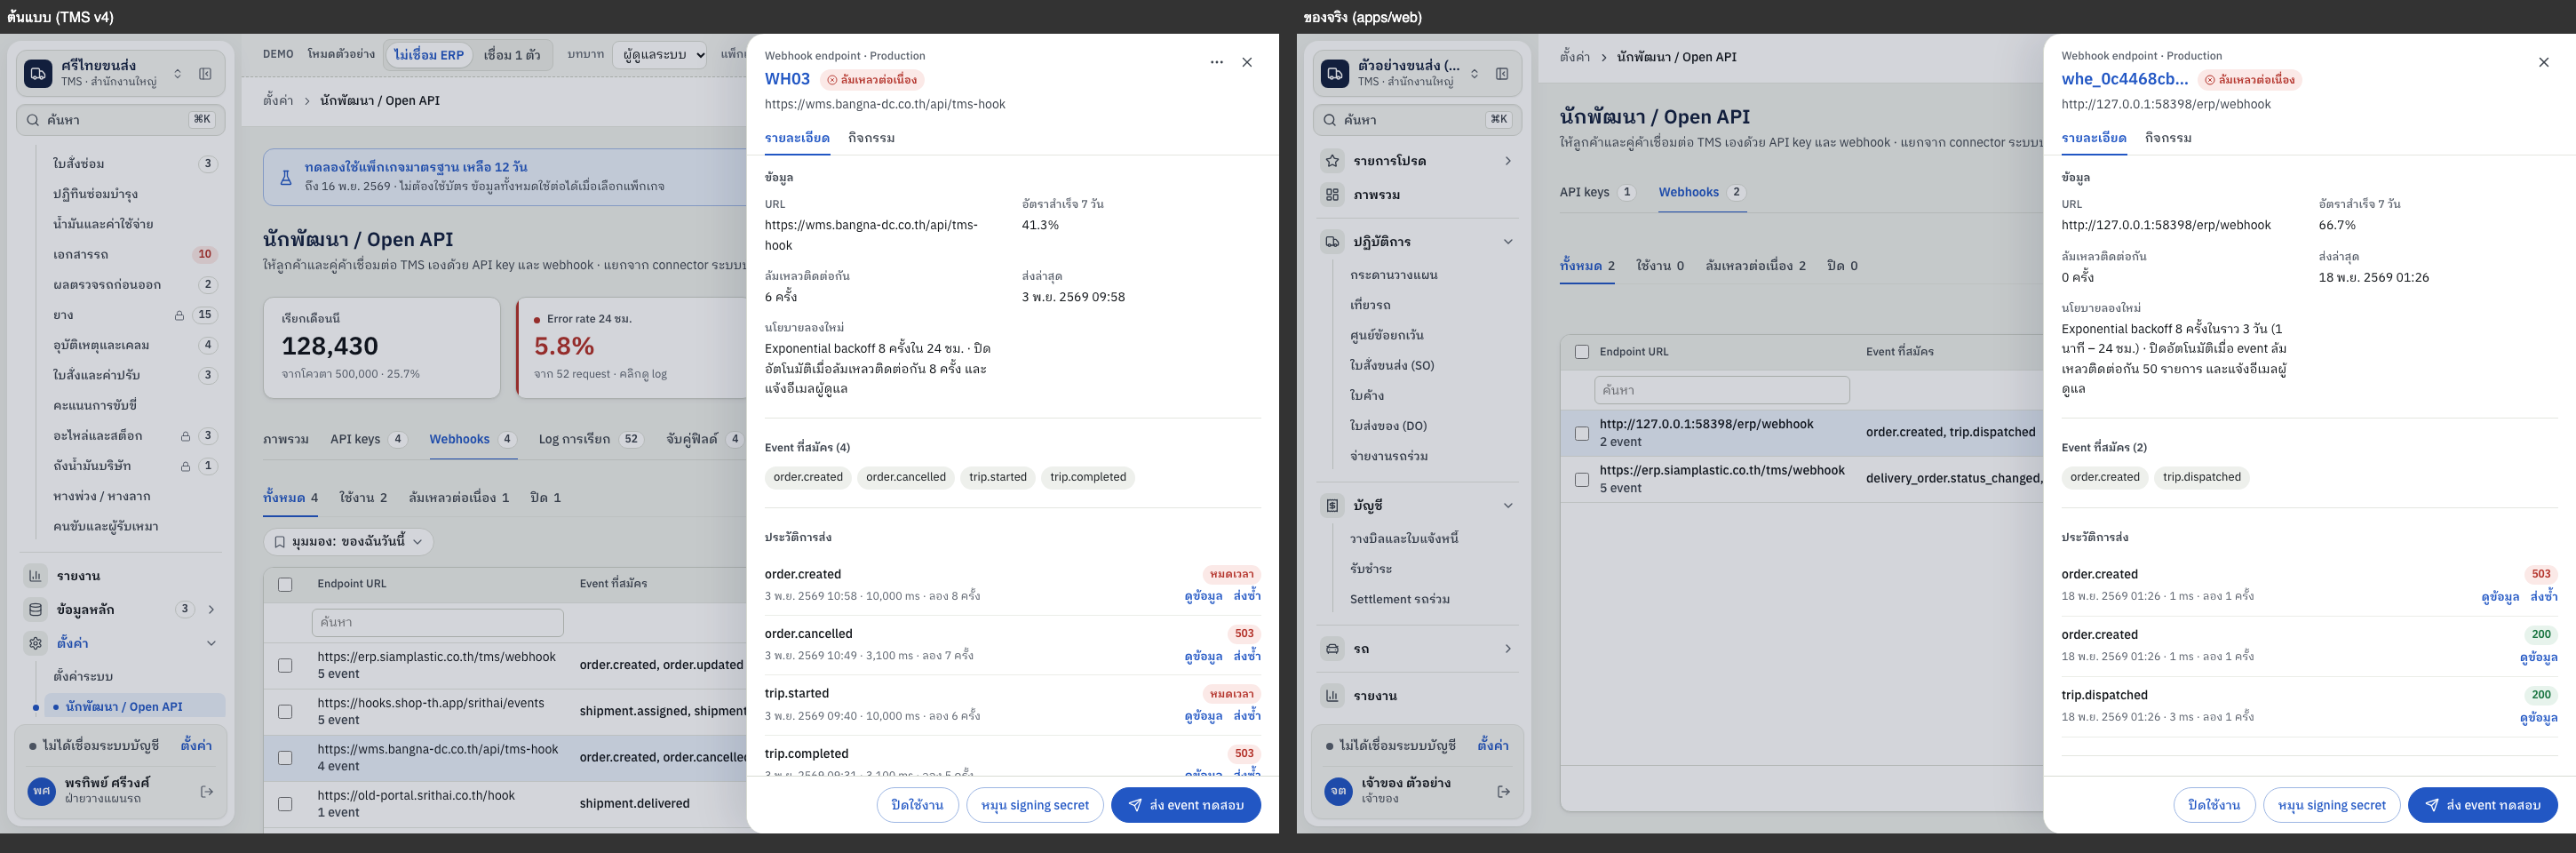 ต้นแบบ (TMS v4)
ศรีไทยขนส่ง
TMS · สำนักงานใหญ่
ค้นหา
⌘K
ใบสั่งซ่อม 3
ปฏิทินซ่อมบำรุง
น้ำมันและค่าใช้จ่าย
เอกสารรถ 10
ผลตรวจรถก่อนออก 2
ยาง 15
อุบัติเหตุและเคลม 4
ใบสั่งและค่าปรับ 3
คะแนนการขับขี่
อะไหล่และสต็อก 3
ถังน้ำมันบริษัท 1
หางพ่วง / หางลาก
คนขับและผู้รับเหมา
รายงาน
ข้อมูลหลัก 3
ตั้งค่า
ตั้งค่าระบบ
นักพัฒนา / Open API
ไม่ได้เชื่อมระบบบัญชี ตั้งค่า
พศ
พรทิพย์ ศรีวงศ์
ฝ่ายวางแผนรถ
DEMO โหมดตัวอย่าง ไม่เชื่อม ERP เชื่อม 1 ตัว บทบาท ผู้ดูแลระบบ
ตั้งค่า > นักพัฒนา / Open API
ทดลองใช้แพ็กเกจมาตรฐาน เหลือ 12 วัน
ถึง 16 พ.ย. 2569 · ไม่ต้องใช้บัตร ข้อมูลทั้งหมดใช้ต่อได้เมื่อเลือกแพ็กเกจ
นักพัฒนา / Open API
ให้ลูกค้าและคู่ค้าเชื่อมต่อ TMS เองด้วย API key และ webhook · แยกจาก connector ระบบ
เรียกเดือนนี้
128,430
จากโควตา 500,000 · 25.7%
Error rate 24 ชม.
5.8%
จาก 52 request · คลิกดู log
ภาพรวม API keys 4 Webhooks 4 Log การเรียก 52 จับคู่ฟิลด์ 4
ทั้งหมด 4 ใช้งาน 2 ล้มเหลวต่อเนื่อง 1 ปิด 1
มุมมอง: ของฉันวันนี้
Endpoint URL Event ที่สมัคร
ค้นหา
https://erp.siamplastic.co.th/tms/webhook
5 event
order.created, order.updated
https://hooks.shop-th.app/srithai/events
5 event
shipment.assigned, shipment
https://wms.bangna-dc.co.th/api/tms-hook
4 event
order.created, order.cancelled
https://old-portal.srithai.co.th/hook
1 event
shipment.delivered
Webhook endpoint · Production
WH03 ล้มเหลวต่อเนื่อง
https://wms.bangna-dc.co.th/api/tms-hook
รายละเอียด กิจกรรม
ข้อมูล
URL
https://wms.bangna-dc.co.th/api/tms-
hook
อัตราสำเร็จ 7 วัน
41.3%
ล้มเหลวติดต่อกัน
6 ครั้ง
ส่งล่าสุด
3 พ.ย. 2569 09:58
นโยบายลองใหม่
Exponential backoff 8 ครั้งใน 24 ชม. · ปิด
อัตโนมัติเมื่อล้มเหลวติดต่อกัน 8 ครั้ง และ
แจ้งอีเมลผู้ดูแล
Event ที่สมัคร (4)
order.created order.cancelled trip.started trip.completed
ประวัติการส่ง
order.created หมดเวลา
3 พ.ย. 2569 10:58 · 10,000 ms · ลอง 8 ครั้ง ดูข้อมูล ส่งซ้ำ
order.cancelled 503
3 พ.ย. 2569 10:49 · 3,100 ms · ลอง 7 ครั้ง ดูข้อมูล ส่งซ้ำ
trip.started หมดเวลา
3 พ.ย. 2569 09:40 · 10,000 ms · ลอง 6 ครั้ง ดูข้อมูล ส่งซ้ำ
trip.completed 503
3 พ.ย. 2569 09:31 · 3,100 ms · ลอง 5 ครั้ง ดูข้อมูล ส่งซ้ำ
ปิดใช้งาน หมุน signing secret ส่ง event ทดสอบ
ของจริง (apps/web)
ตัวอย่างขนส่ง (...
TMS · สำนักงานใหญ่
ค้นหา
⌘K
รายการโปรด
ภาพรวม
ปฏิบัติการ
กระดานวางแผน
เที่ยวรถ
ศูนย์ข้อยกเว้น
ใบสั่งขนส่ง (SO)
ใบค้าง
ใบส่งของ (DO)
จ่ายงานรถร่วม
บัญชี
วางบิลและใบแจ้งหนี้
รับชำระ
Settlement รถร่วม
รถ
รายงาน
ไม่ได้เชื่อมระบบบัญชี ตั้งค่า
จต
เจ้าของ ตัวอย่าง
เจ้าของ
ตั้งค่า > นักพัฒนา / Open API
นักพัฒนา / Open API
ให้ลูกค้าและคู่ค้าเชื่อมต่อ TMS เองด้วย API key และ webhook · แยกจาก connector ระบบ
API keys 1 Webhooks 2
ทั้งหมด 2 ใช้งาน 0 ล้มเหลวต่อเนื่อง 2 ปิด 0
Endpoint URL Event ที่สมัคร
ค้นหา
http://127.0.0.1:58398/erp/webhook
2 event
order.created, trip.dispatched
https://erp.siamplastic.co.th/tms/webhook
5 event
delivery_order.status_changed,
Webhook endpoint · Production
whe_0c4468cb... ล้มเหลวต่อเนื่อง
http://127.0.0.1:58398/erp/webhook
รายละเอียด กิจกรรม
ข้อมูล
URL
http://127.0.0.1:58398/erp/webhook
อัตราสำเร็จ 7 วัน
66.7%
ล้มเหลวติดต่อกัน
0 ครั้ง
ส่งล่าสุด
18 พ.ย. 2569 01:26
นโยบายลองใหม่
Exponential backoff 8 ครั้งในราว 3 วัน (1
นาที – 24 ชม.) · ปิดอัตโนมัติเมื่อ event ล้ม
เหลวติดต่อกัน 50 รายการ และแจ้งอีเมลผู้
ดูแล
Event ที่สมัคร (2)
order.created trip.dispatched
ประวัติการส่ง
order.created 503
18 พ.ย. 2569 01:26 · 1 ms · ลอง 1 ครั้ง ดูข้อมูล ส่งซ้ำ
order.created 200
18 พ.ย. 2569 01:26 · 1 ms · ลอง 1 ครั้ง ดูข้อมูล
trip.dispatched 200
18 พ.ย. 2569 01:26 · 3 ms · ลอง 1 ครั้ง ดูข้อมูล
ปิดใช้งาน หมุน signing secret ส่ง event ทดสอบ